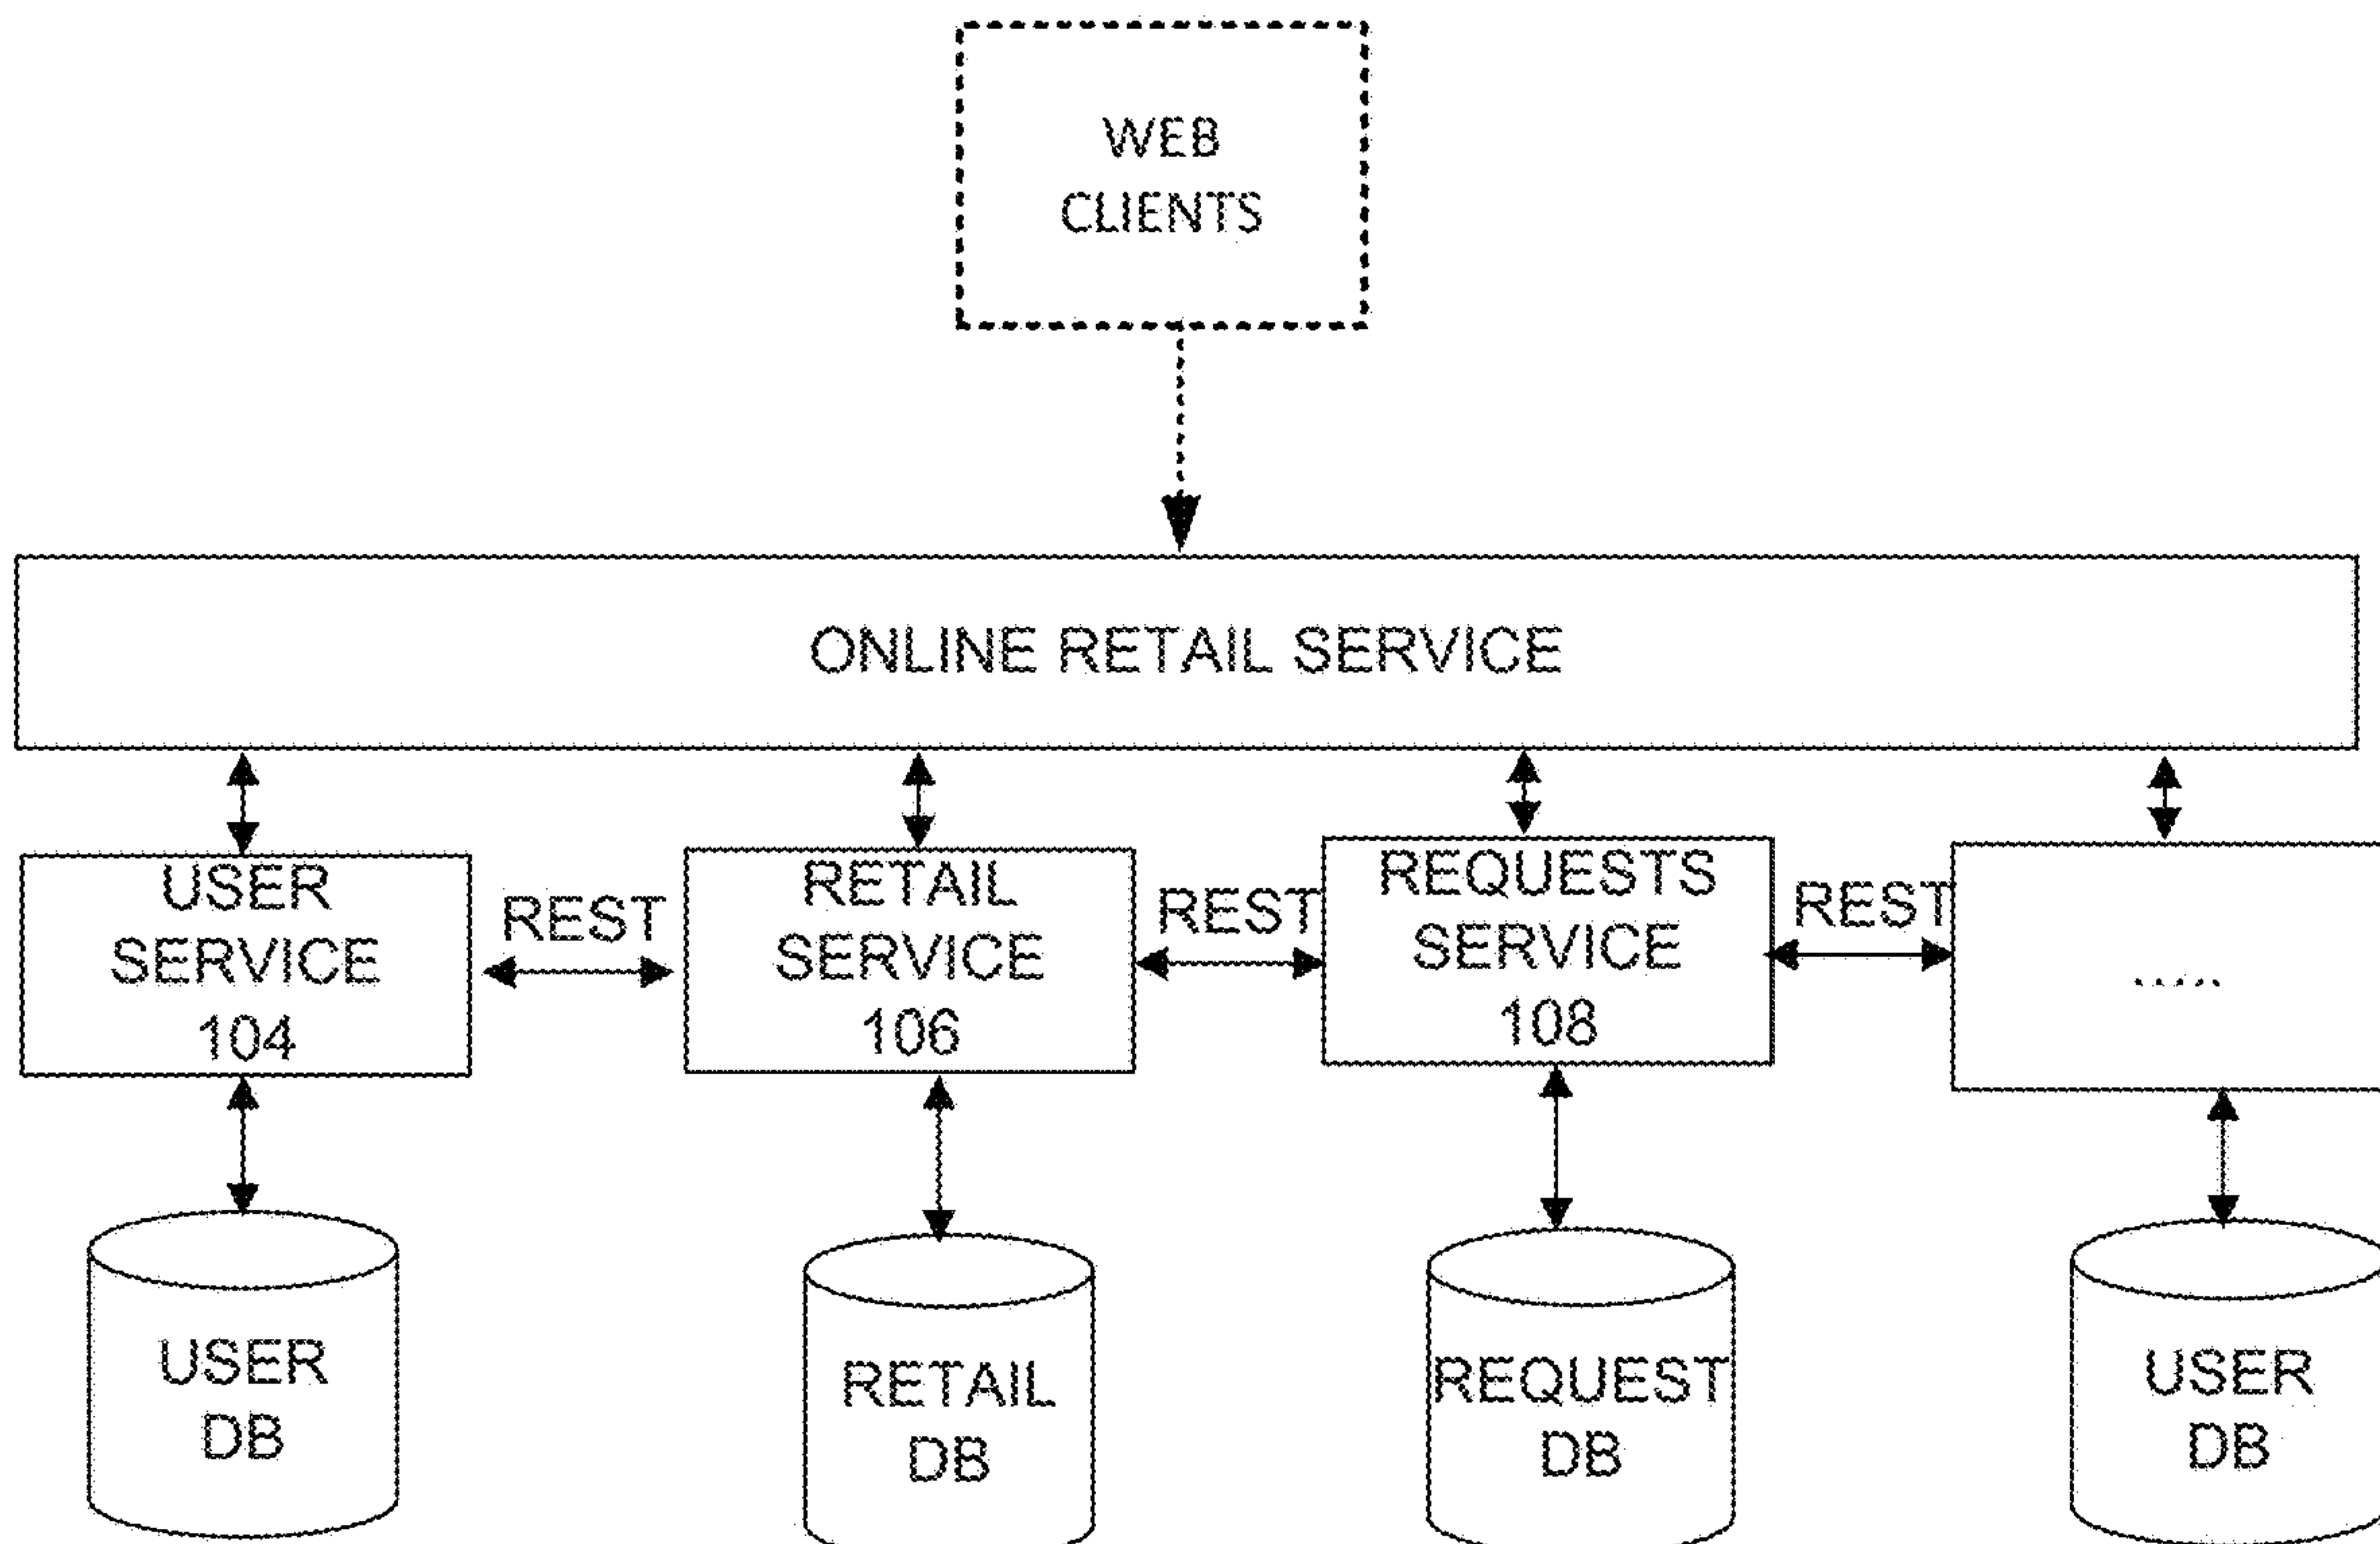 WEB
CLIENTS
ONLINE RETAIL SERVICE
USER
SERVICE
104
REST
RETAIL
SERVICE
106
REST
REQUESTS
SERVICE
108
REST
.....
USER
DB
RETAIL
DB
REQUEST
DB
USER
DB